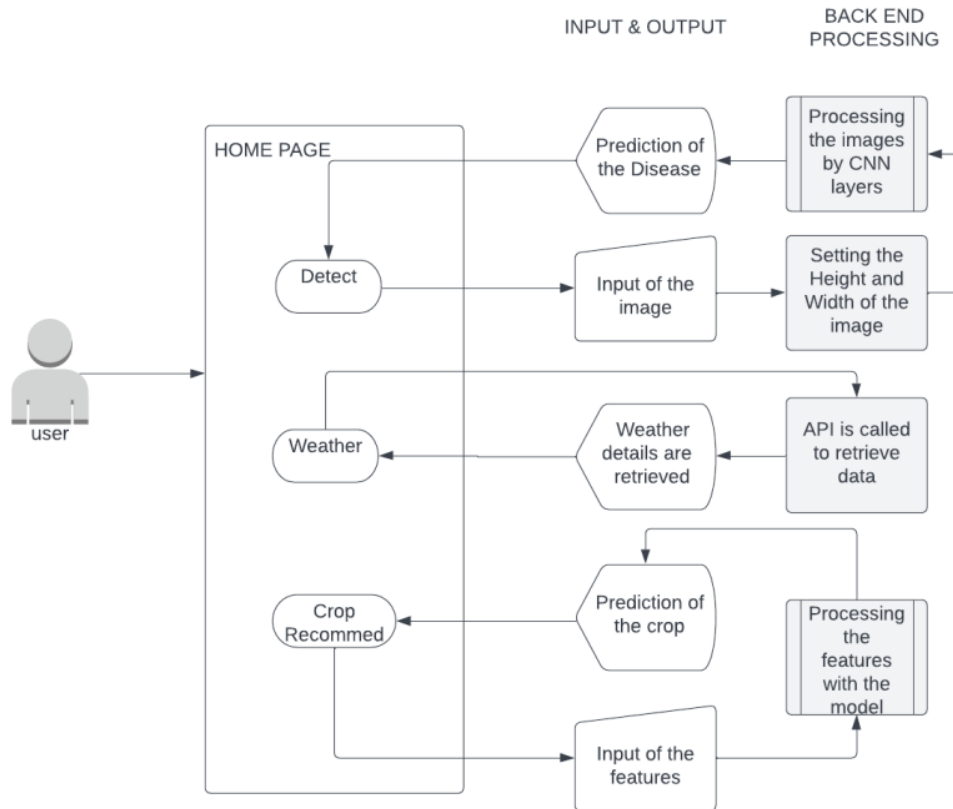 INPUT & OUTPUT
BACK END
PROCESSING
HOME PAGE
Prediction of
the Disease
Processing
the images
by CNN
layers
Detect
Input of the
image
Setting the
Height and
Width of the
image
user
Weather
Weather
details are
retrieved
API is called
to retrieve
data
Crop
Recommed
Prediction of
the crop
Processing
the
features
with the
model
Input of the
features